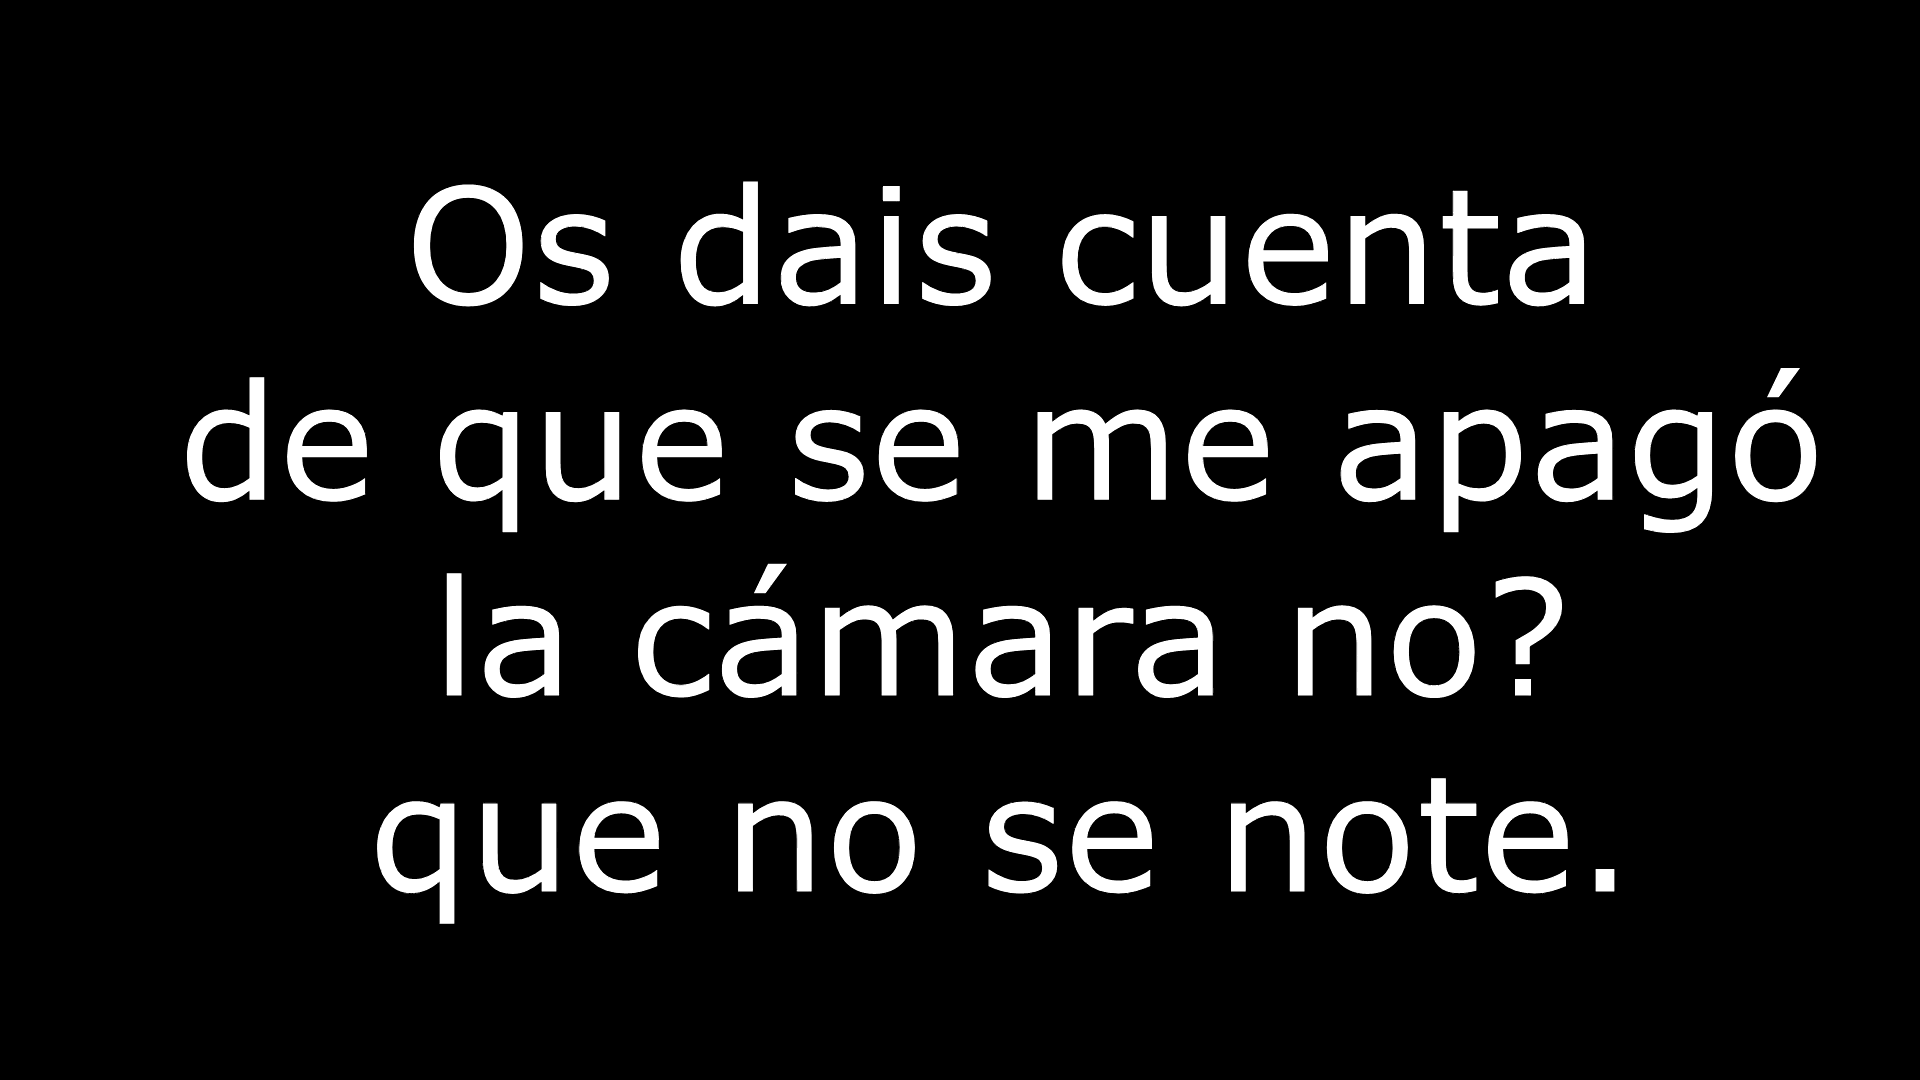 Os dais cuenta
de que se me apagó
la cámara no?
que no se note.